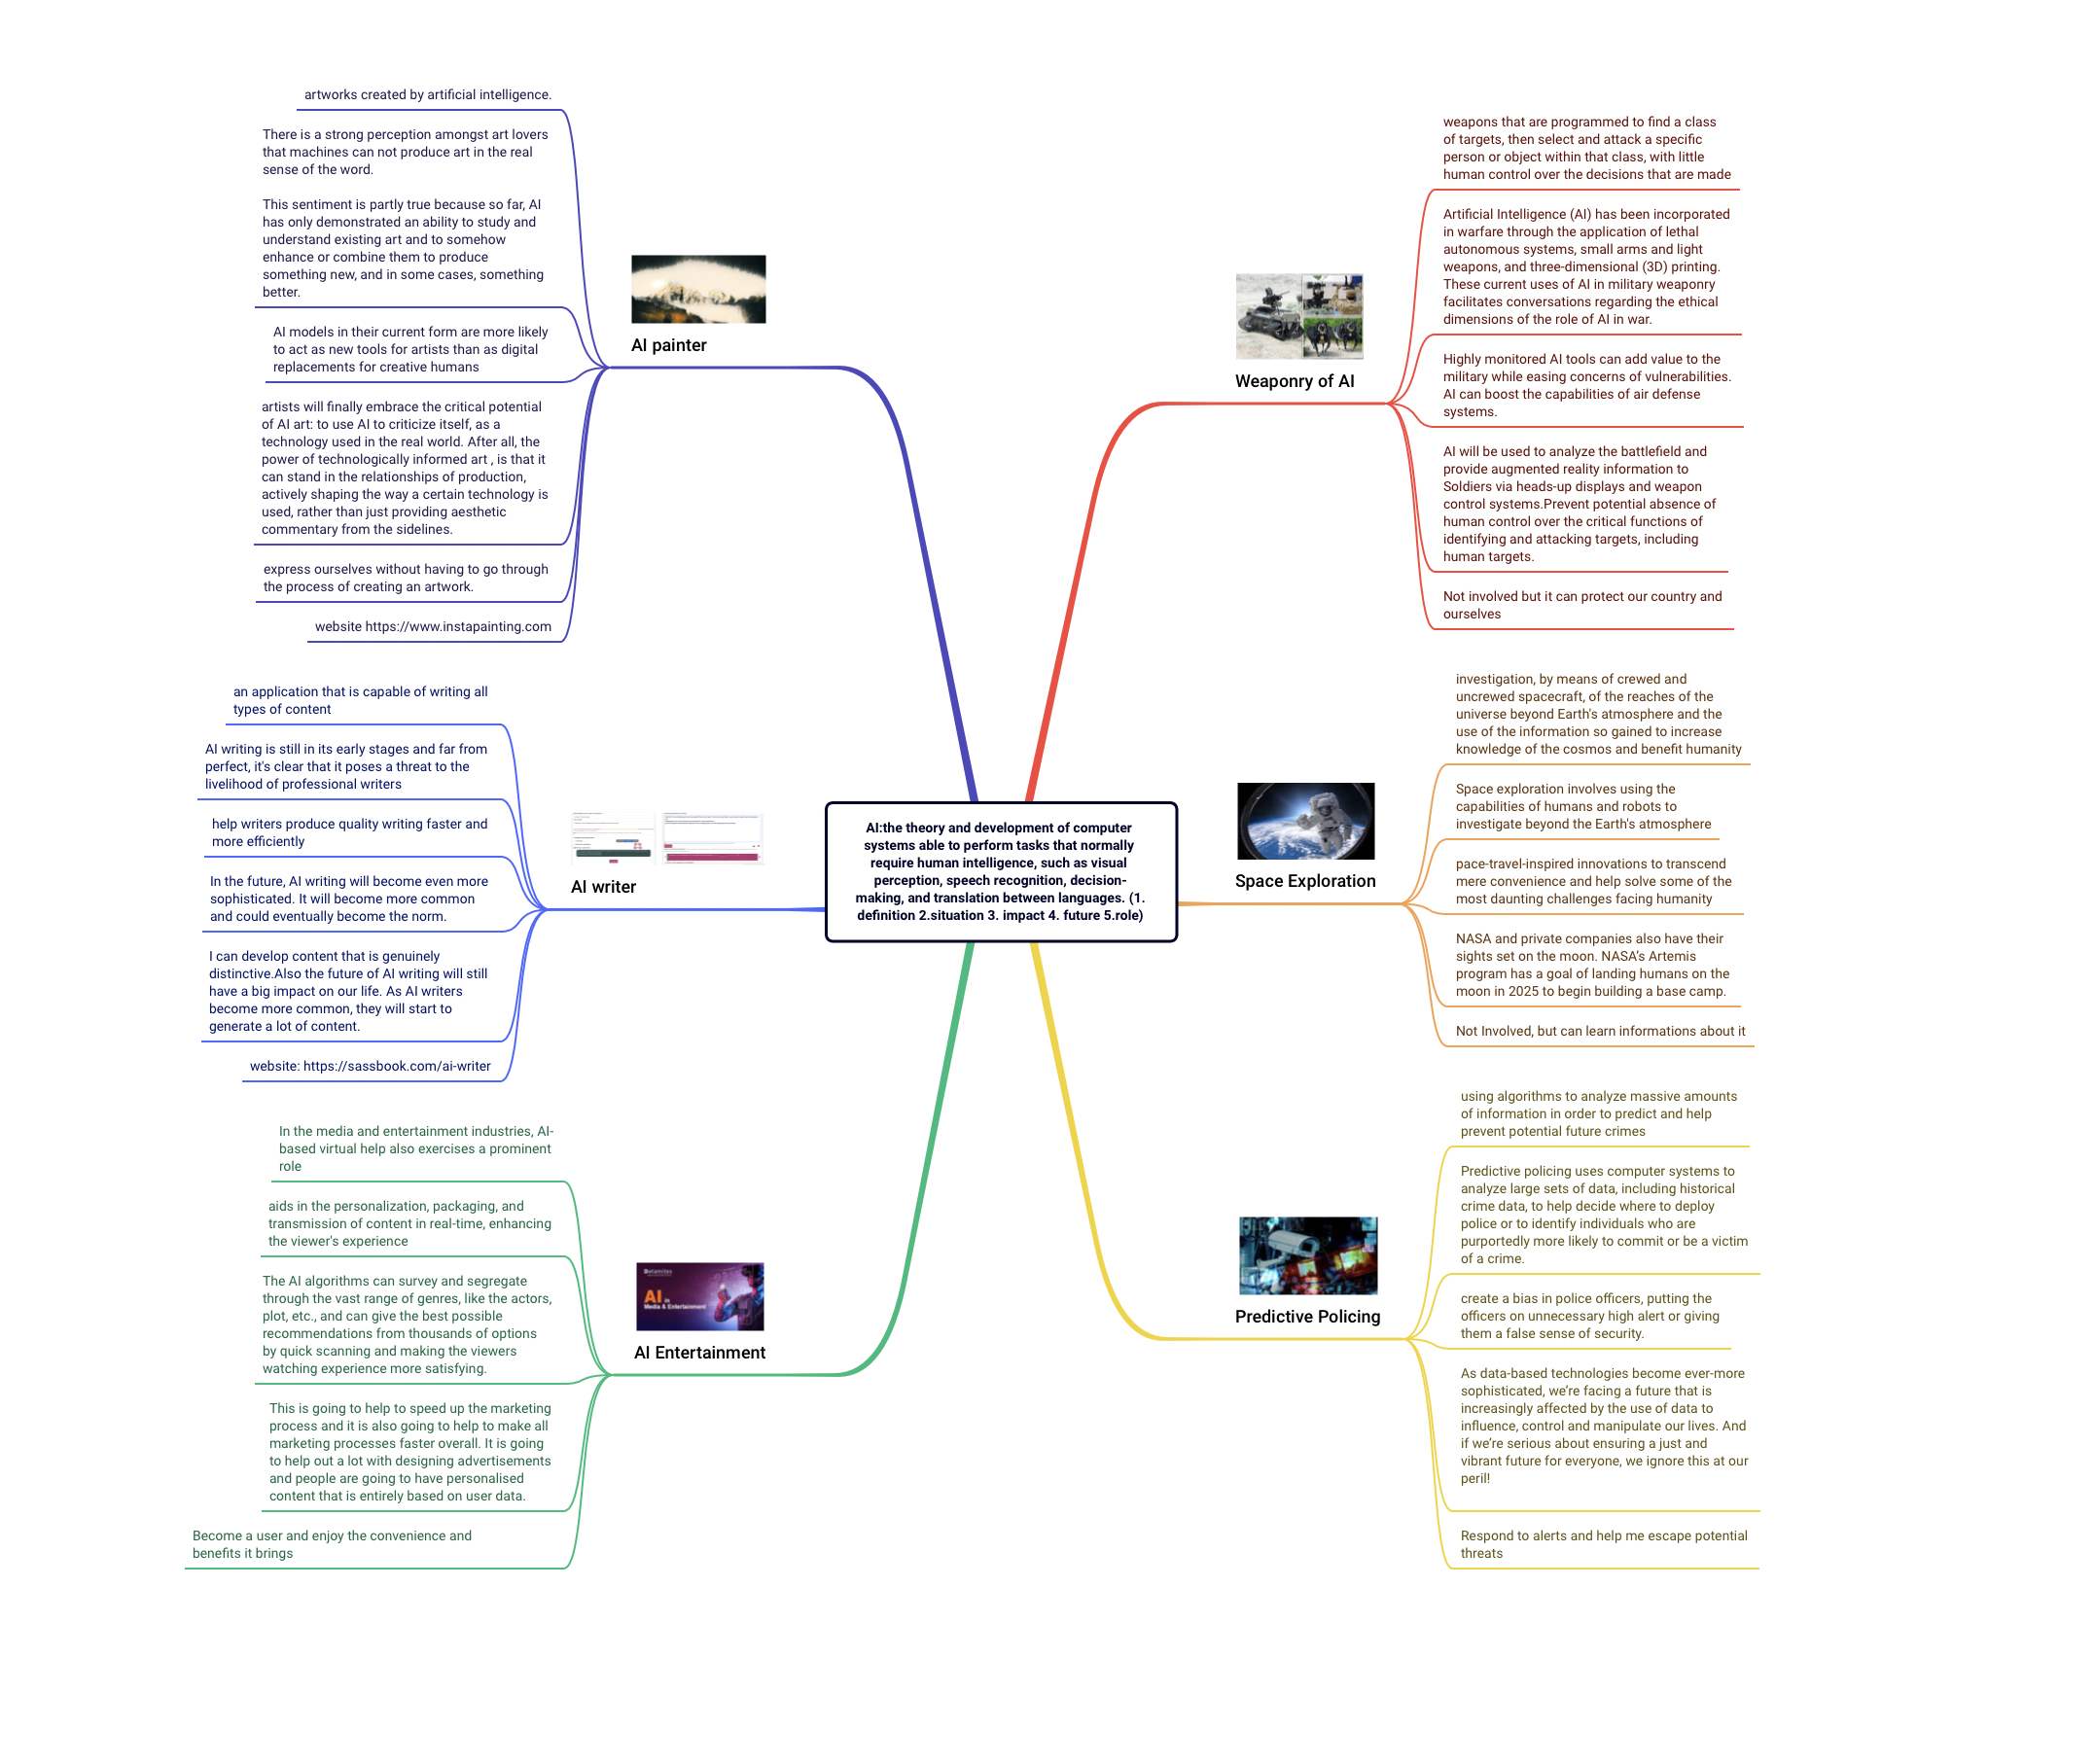 artworks created by artificial intelligence.
There is a strong perception amongst art lovers
that machines can not produce art in the real
sense of the word.
This sentiment is partly true because so far, AI
has only demonstrated an ability to study and
understand existing art and to somehow
enhance or combine them to produce
something new, and in some cases, something
better.
AI models in their current form are more likely
to act as new tools for artists than as digital
replacements for creative humans
artists will finally embrace the critical potential
of AI art: to use AI to criticize itself, as a
technology used in the real world. After all, the
power of technologically informed art , is that it
can stand in the relationships of production,
actively shaping the way a certain technology is
used, rather than just providing aesthetic
commentary from the sidelines.
express ourselves without having to go through
the process of creating an artwork.
website https://www.instapainting.com
AI painter
an application that is capable of writing all
types of content
AI writing is still in its early stages and far from
perfect, it's clear that it poses a threat to the
livelihood of professional writers
help writers produce quality writing faster and
more efficiently
In the future, AI writing will become even more
sophisticated. It will become more common
and could eventually become the norm.
I can develop content that is genuinely
distinctive.Also the future of AI writing will still
have a big impact on our life. As AI writers
become more common, they will start to
generate a lot of content.
website: https://sassbook.com/ai-writer
AI writer
In the media and entertainment industries, AI-
based virtual help also exercises a prominent
role
aids in the personalization, packaging, and
transmission of content in real-time, enhancing
the viewer's experience
The AI algorithms can survey and segregate
through the vast range of genres, like the actors,
plot, etc., and can give the best possible
recommendations from thousands of options
by quick scanning and making the viewers
watching experience more satisfying.
This is going to help to speed up the marketing
process and it is also going to help to make all
marketing processes faster overall. It is going
to help out a lot with designing advertisements
and people are going to have personalised
content that is entirely based on user data.
Become a user and enjoy the convenience and
benefits it brings
Dolamites
AI in
Media & Entertainment
AI Entertainment
AI:the theory and development of computer
systems able to perform tasks that normally
require human intelligence, such as visual
perception, speech recognition, decision-
making, and translation between languages. (1.
definition 2.situation 3. impact 4. future 5.role)
Weaponry of AI
weapons that are programmed to find a class
of targets, then select and attack a specific
person or object within that class, with little
human control over the decisions that are made
Artificial Intelligence (AI) has been incorporated
in warfare through the application of lethal
autonomous systems, small arms and light
weapons, and three-dimensional (3D) printing.
These current uses of AI in military weaponry
facilitates conversations regarding the ethical
dimensions of the role of AI in war.
Highly monitored AI tools can add value to the
military while easing concerns of vulnerabilities.
AI can boost the capabilities of air defense
systems.
AI will be used to analyze the battlefield and
provide augmented reality information to
Soldiers via heads-up displays and weapon
control systems.Prevent potential absence of
human control over the critical functions of
identifying and attacking targets, including
human targets.
Not involved but it can protect our country and
ourselves
Space Exploration
investigation, by means of crewed and
uncrewed spacecraft, of the reaches of the
universe beyond Earth's atmosphere and the
use of the information so gained to increase
knowledge of the cosmos and benefit humanity
Space exploration involves using the
capabilities of humans and robots to
investigate beyond the Earth's atmosphere
pace-travel-inspired innovations to transcend
mere convenience and help solve some of the
most daunting challenges facing humanity
NASA and private companies also have their
sights set on the moon. NASA's Artemis
program has a goal of landing humans on the
moon in 2025 to begin building a base camp.
Not Involved, but can learn informations about it
Predictive Policing
using algorithms to analyze massive amounts
of information in order to predict and help
prevent potential future crimes
Predictive policing uses computer systems to
analyze large sets of data, including historical
crime data, to help decide where to deploy
police or to identify individuals who are
purportedly more likely to commit or be a victim
of a crime.
create a bias in police officers, putting the
officers on unnecessary high alert or giving
them a false sense of security.
As data-based technologies become ever-more
sophisticated, we’re facing a future that is
increasingly affected by the use of data to
influence, control and manipulate our lives. And
if we’re serious about ensuring a just and
vibrant future for everyone, we ignore this at our
peril!
Respond to alerts and help me escape potential
threats